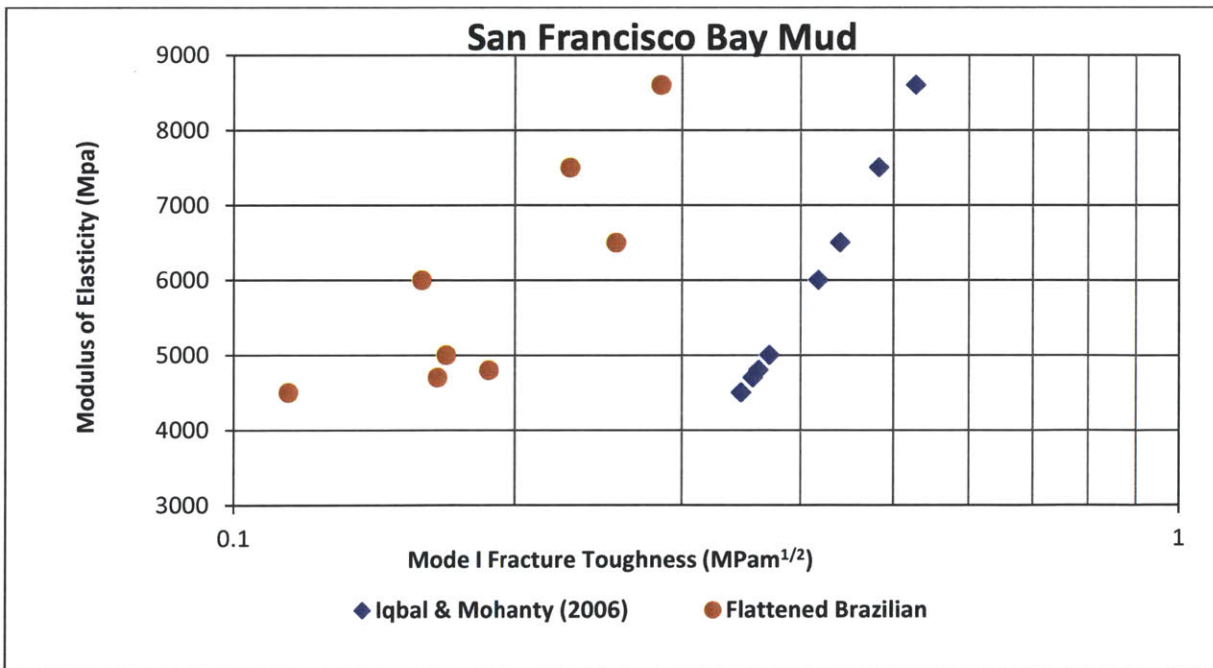 San Francisco Bay Mud
9000
8000
7000
6000
5000
4000
3000
Modulus of Elasticity (Mpa)
0.1
1
Mode I Fracture Toughness (MPam¹/²)
Iqbal & Mohanty (2006)
Flattened Brazilian